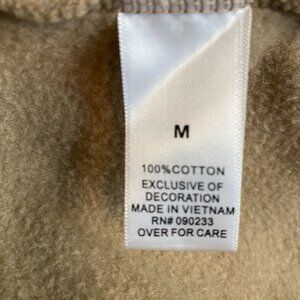 M
100% COTTON
EXCLUSIVE OF
DECORATION
MADE IN VIETNAM
RN# 090233
OVER FOR CARE